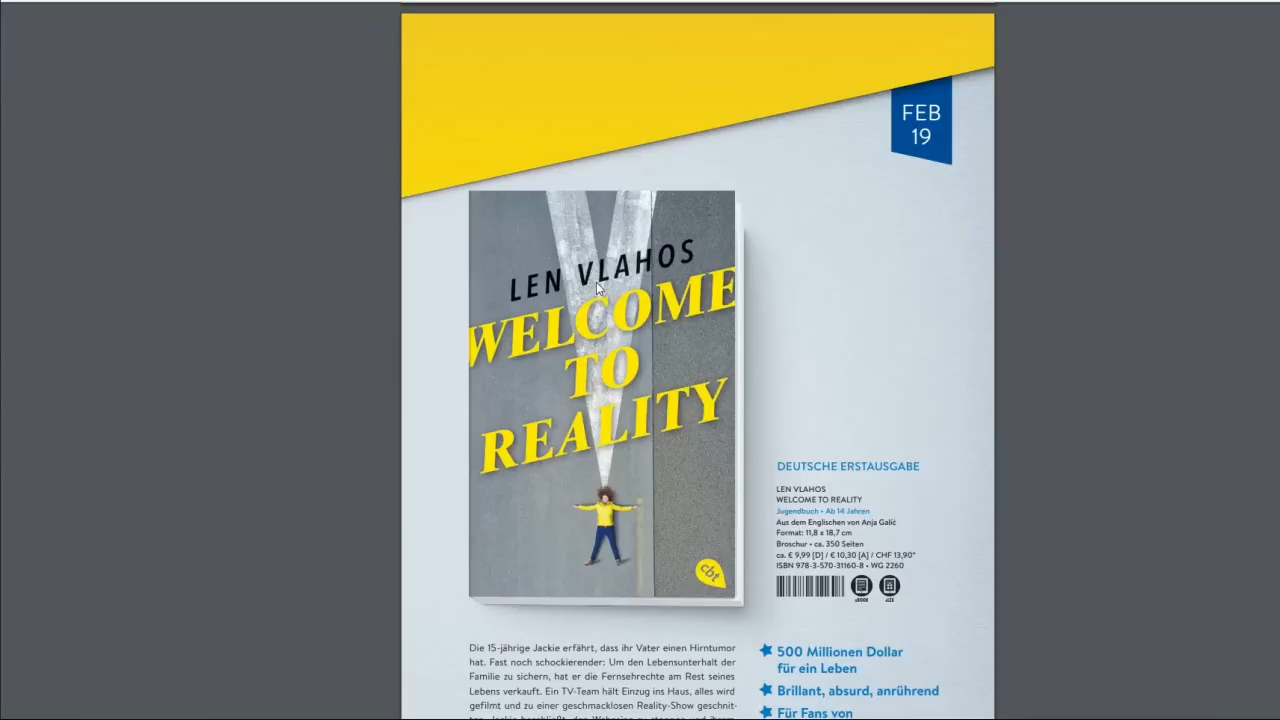 FEB
19
LEN VLAHOS
WELCOME
TO
REALITY
cbt
DEUTSCHE ERSTAUSGABE
LEN VLAHOS
WELCOME TO REALITY
Jugendbuch • Ab 14 Jahren
Aus dem Englischen von Anja Galić
Format: 11,8 x 18,7 cm
Broschur • ca. 350 Seiten
ca. € 9,99 [D] / € 10,30 [A] / CHF 13,90*
ISBN 978-3-570-31160-8 • WG 2260
eBOOK
Die 15-jährige Jackie erfährt, dass ihr Vater einen Hirntumor
hat. Fast noch schockierender: Um den Lebensunterhalt der
Familie zu sichern, hat er die Fernsehrechte am Rest seines
Lebens verkauft. Ein TV-Team hält Einzug ins Haus, alles wird
gefilmt und zu einer geschmacklosen Reality-Show geschnit-
500 Millionen Dollar
für ein Leben
Brillant, absurd, anrührend
Für Fans von